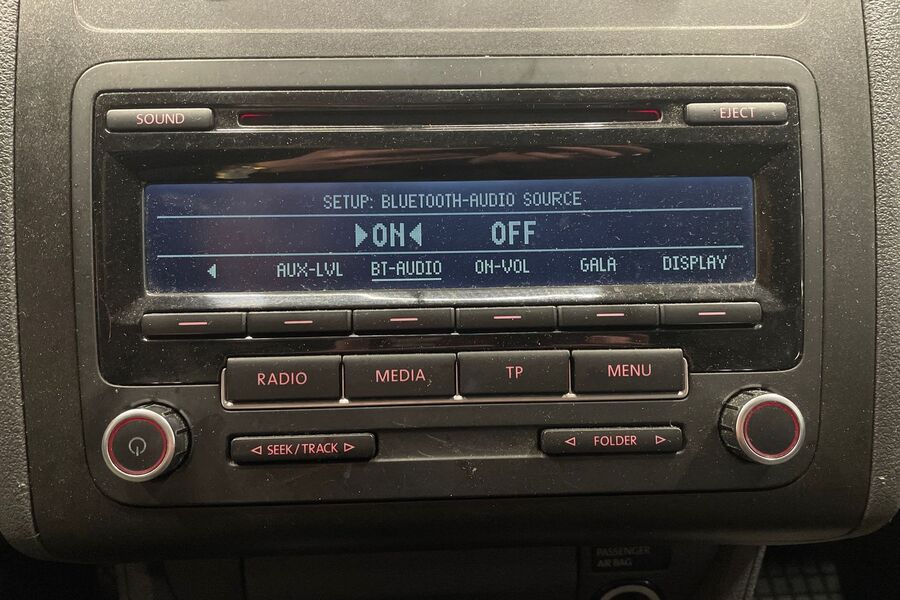 SOUND
EJECT
SETUP: BLUETOOTH-AUDIO SOURCE
ON OFF
AUX-LVL BT-AUDIO ON-VOL GALA DISPLAY
RADIO MEDIA TP MENU
SEEK/TRACK FOLDER
PASSENGER
AIR BAG